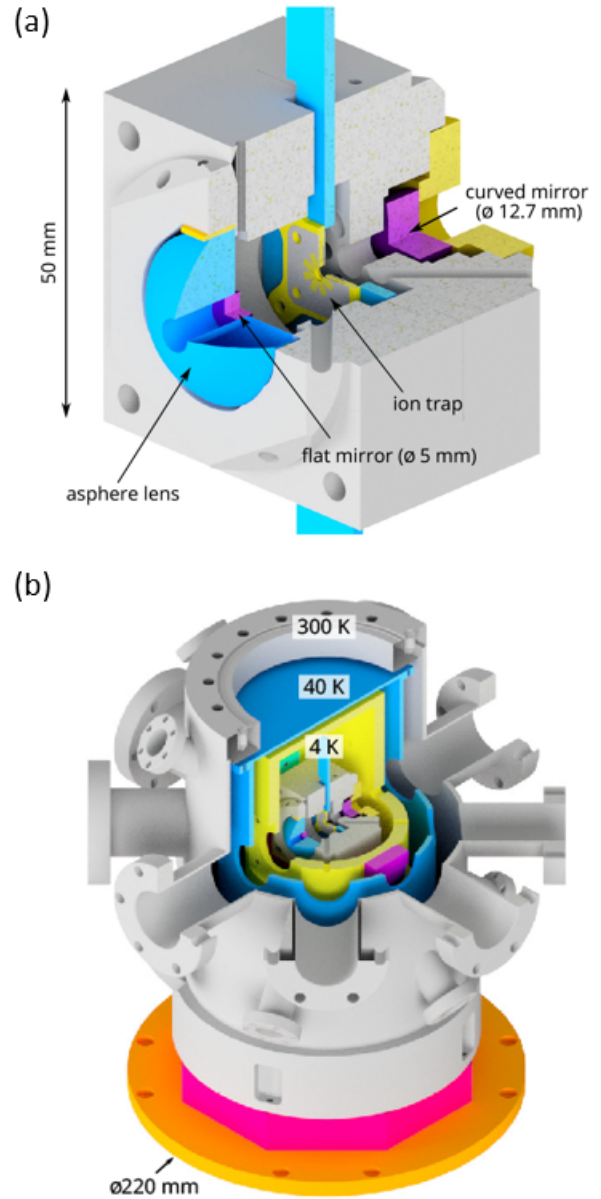 (a)
50 mm
curved mirror
(ø 12.7 mm)
ion trap
flat mirror (ø 5 mm)
asphere lens
(b)
300 K
40 K
4 K
ø220 mm